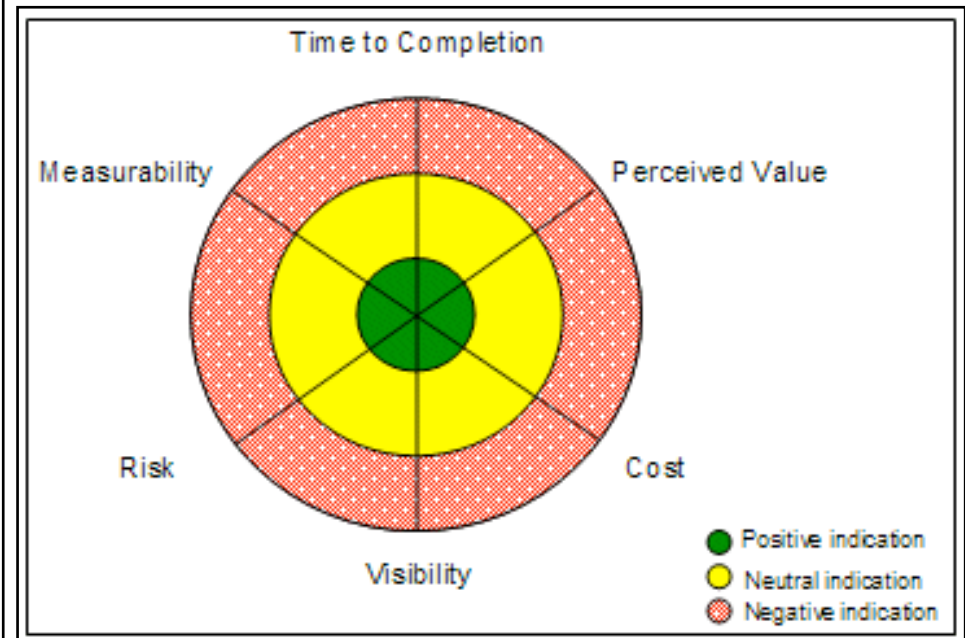 Time to Completion
Measurability
Perceived Value
Risk
Cost
Visibility
Positive indication
Neutral indication
Negative indication